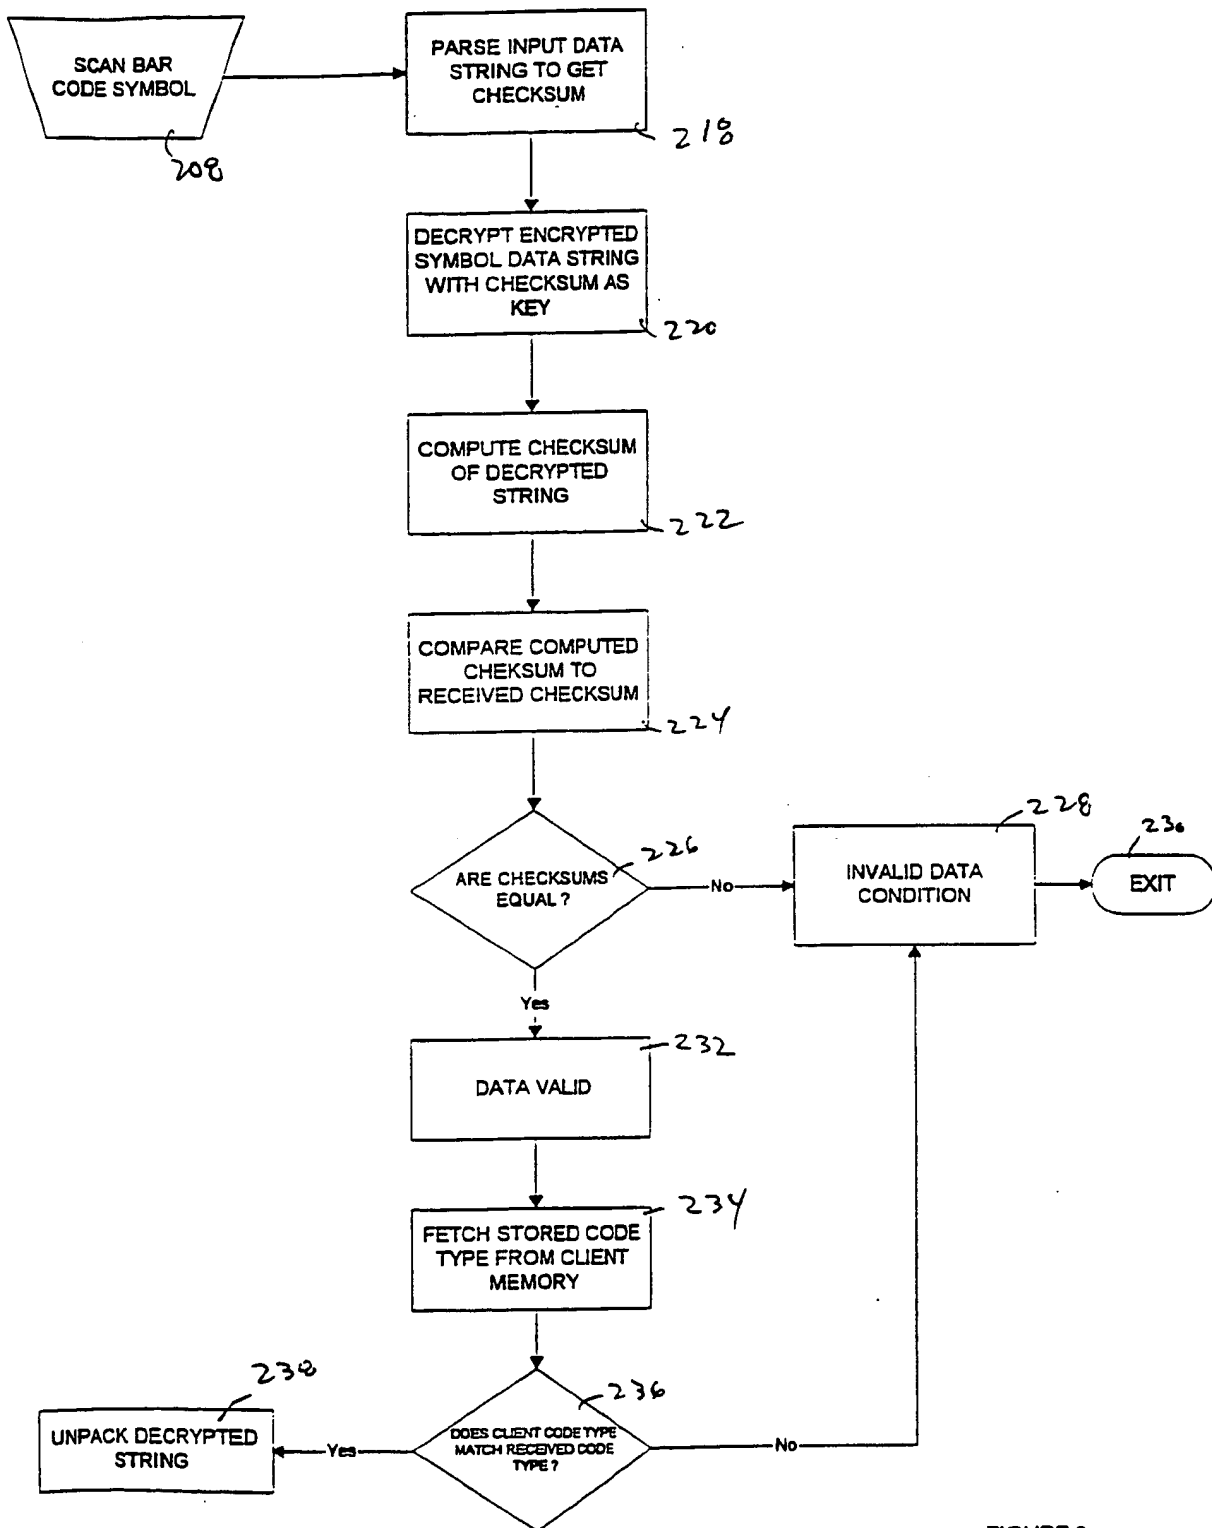 SCAN BAR
CODE SYMBOL
208
PARSE INPUT DATA
STRING TO GET
CHECKSUM
218
DECRYPT ENCRYPTED
SYMBOL DATA STRING
WITH CHECKSUM AS
KEY
220
COMPUTE CHECKSUM
OF DECRYPTED
STRING
222
COMPARE COMPUTED
CHEKSUM TO
RECEIVED CHECKSUM
224
ARE CHECKSUMS
EQUAL ?
226
No
INVALID DATA
CONDITION
228
EXIT
230
Yes
DATA VALID
232
FETCH STORED CODE
TYPE FROM CLIENT
MEMORY
234
DOES CLIENT CODE TYPE
MATCH RECEIVED CODE
TYPE ?
236
No
Yes
UNPACK DECRYPTED
STRING
238